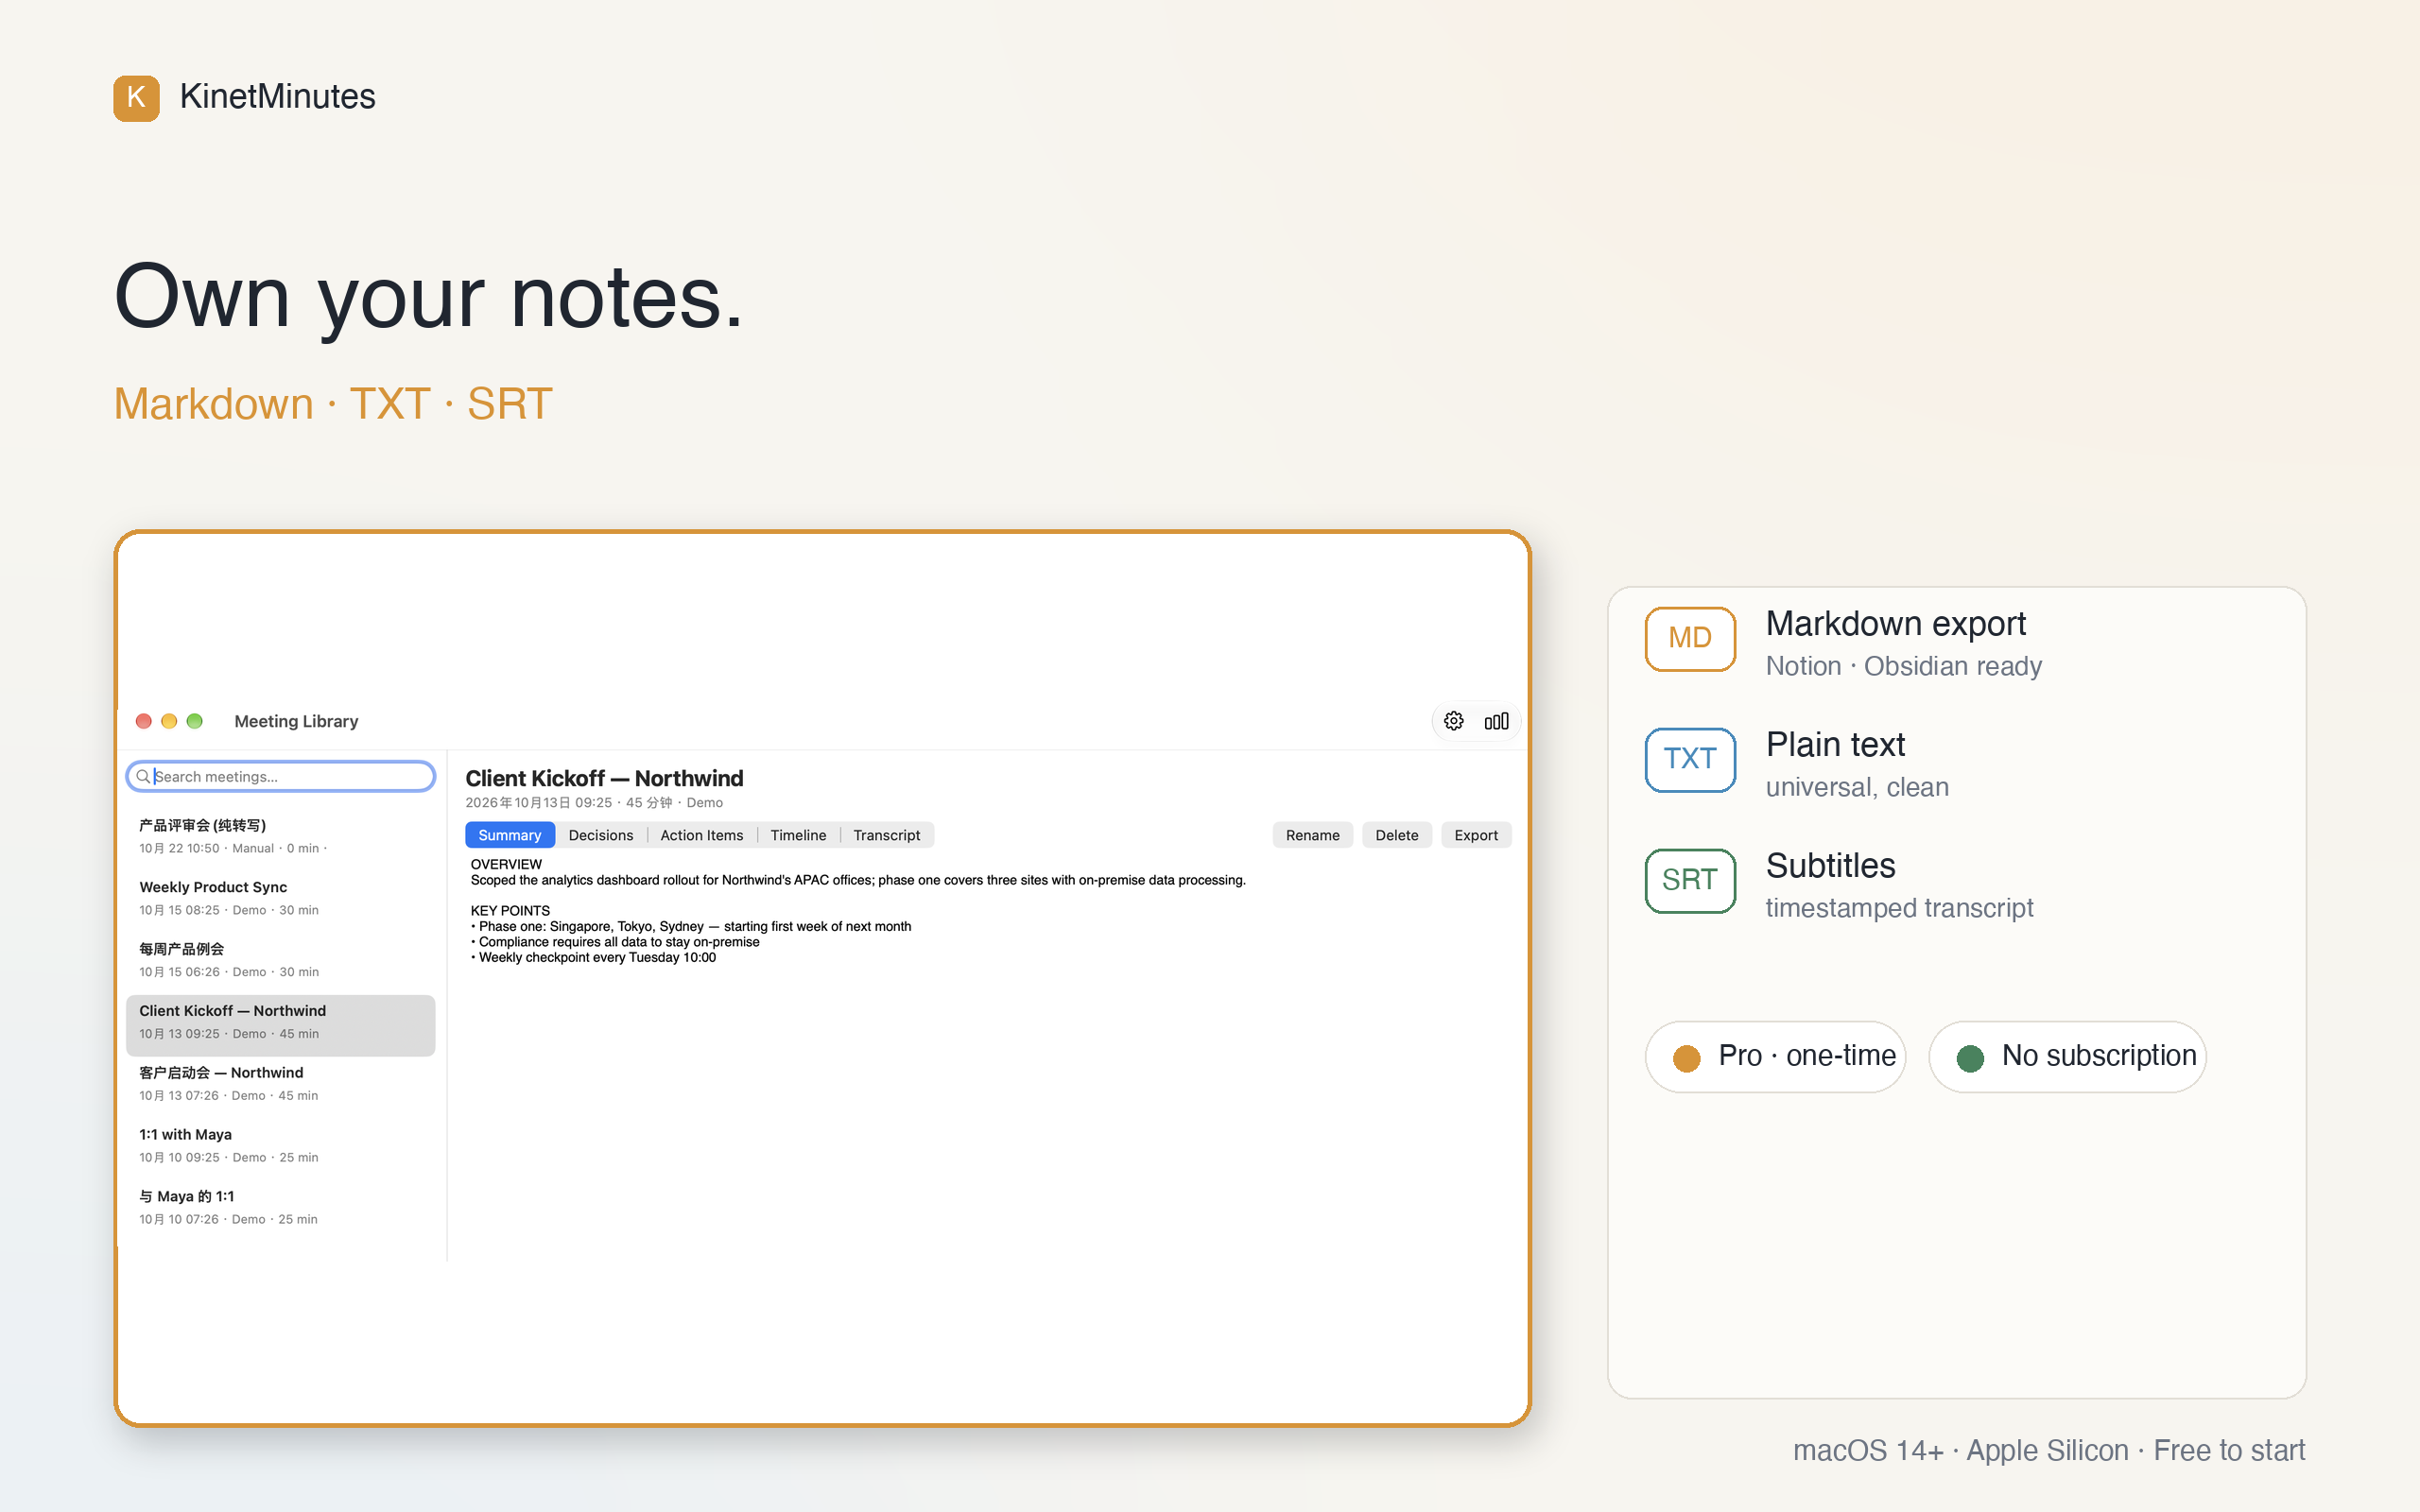 K KinetMinutes
Own your notes.
Markdown · TXT · SRT
Meeting Library
Search meetings...
产品评审会 (纯转写)
10月 22 10:50 · Manual · 0 min ·
Weekly Product Sync
10月 15 08:25 · Demo · 30 min
每周产品例会
10月 15 06:26 · Demo · 30 min
Client Kickoff — Northwind
10月 13 09:25 · Demo · 45 min
客户启动会 — Northwind
10月 13 07:26 · Demo · 45 min
1:1 with Maya
10月 10 09:25 · Demo · 25 min
与 Maya 的 1:1
10月 10 07:26 · Demo · 25 min
Client Kickoff — Northwind
2026年10月13日 09:25 · 45 分钟 · Demo
Summary Decisions Action Items Timeline Transcript Rename Delete Export
OVERVIEW
Scoped the analytics dashboard rollout for Northwind's APAC offices; phase one covers three sites with on-premise data processing.
KEY POINTS
• Phase one: Singapore, Tokyo, Sydney — starting first week of next month
• Compliance requires all data to stay on-premise
• Weekly checkpoint every Tuesday 10:00
MD Markdown export
Notion · Obsidian ready
TXT Plain text
universal, clean
SRT Subtitles
timestamped transcript
Pro · one-time No subscription
macOS 14+ · Apple Silicon · Free to start